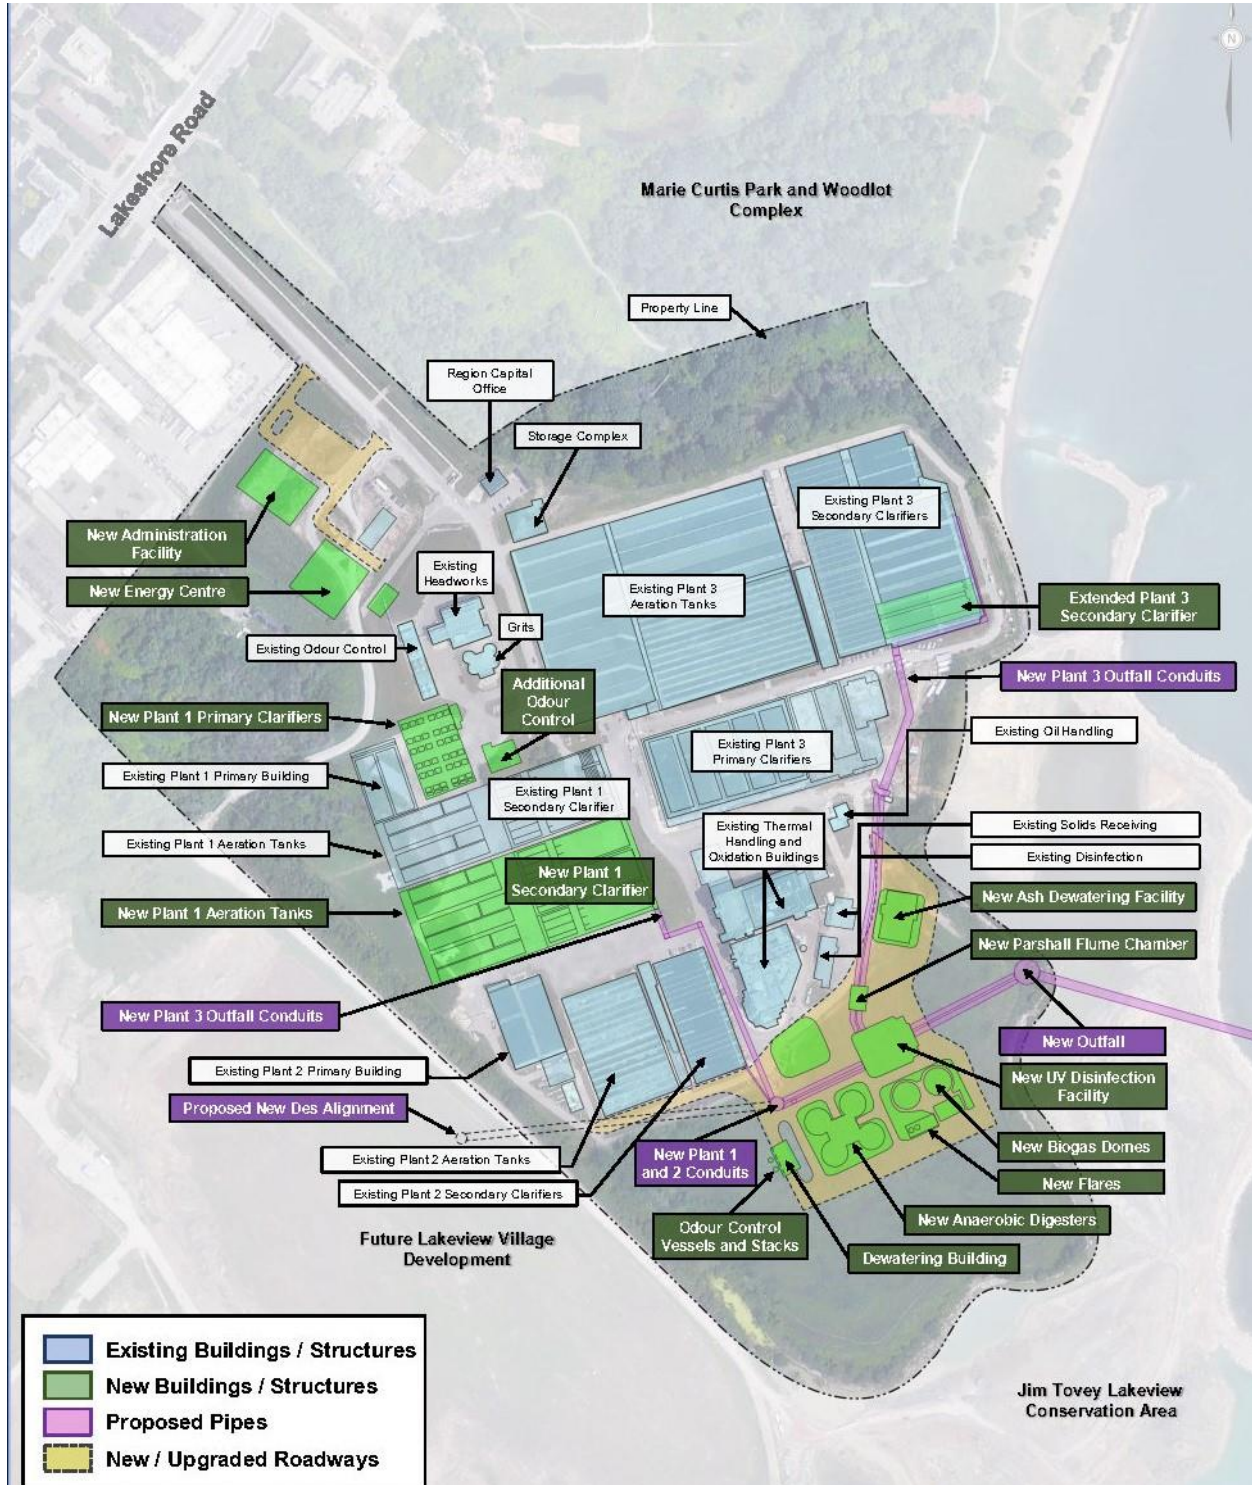 N
Lakeshore Road
Marie Curtis Park and Woodlot
Complex
Property Line
Region Capital
Office
Storage Complex
Existing Plant 3
Secondary Clarifiers
New Administration
Facility
Existing
Headworks
Existing Plant 3
Aeration Tanks
New Energy Centre
Extended Plant 3
Secondary Clarifier
Grits
Existing Odour Control
Additional
Odour
Control
New Plant 3 Outfall Conduits
New Plant 1 Primary Clarifiers
Existing Oil Handling
Existing Plant 3
Primary Clarifiers
Existing Plant 1 Primary Building
Existing Plant 1
Secondary Clarifier
Existing Thermal
Handling and
Oxidation Buildings
Existing Solids Receiving
Existing Plant 1 Aeration Tanks
Existing Disinfection
New Plant 1
Secondary Clarifier
New Ash Dewatering Facility
New Plant 1 Aeration Tanks
New Parshall Flume Chamber
New Plant 3 Outfall Conduits
New Outfall
Existing Plant 2 Primary Building
New UV Disinfection
Facility
Proposed New Des Alignment
New Biogas Domes
Existing Plant 2 Aeration Tanks
New Plant 1
and 2 Conduits
New Flares
Existing Plant 2 Secondary Clarifiers
New Anaerobic Digesters
Odour Control
Vessels and Stacks
Dewatering Building
Future Lakeview Village
Development
Jim Tovey Lakeview
Conservation Area
Existing Buildings / Structures
New Buildings / Structures
Proposed Pipes
New / Upgraded Roadways